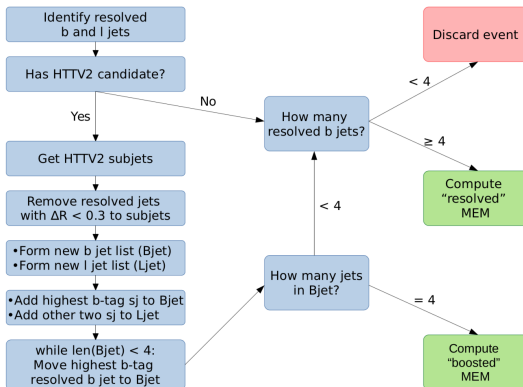 Identify resolved
b and l jets
Has HTTV2 candidate?
Yes
No
Get HTTV2 subjets
Remove resolved jets
with ΔR < 0.3 to subjets
•Form new b jet list (Bjet)
•Form new l jet list (Ljet)
•Add highest b-tag sj to Bjet
•Add other two sj to Ljet
while len(Bjet) < 4:
Move highest b-tag
resolved b jet to Bjet
How many
resolved b jets?
< 4
How many jets
in Bjet?
Discard event
< 4
≥ 4
Compute
“resolved”
MEM
= 4
Compute
“boosted”
MEM